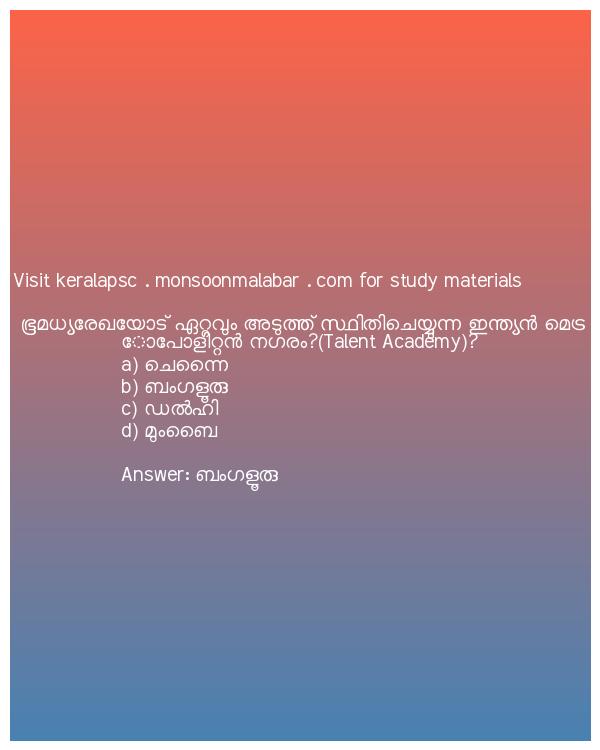 Visit keralapsc . monsoonmalabar . com for study materials
ഭൂമധ്യരേഖയോട് ഏറ്റവും അടുത്ത് സ്ഥിതിചെയ്യുന്ന ഇന്ത്യൻ മെട്ര
ോപോളിറ്റൻ നഗരം?(Talent Academy)?
a) ചെന്നൈ
b) ബംഗളൂരു
c) ഡൽഹി
d) മുംബൈ
Answer: ബംഗളൂരു